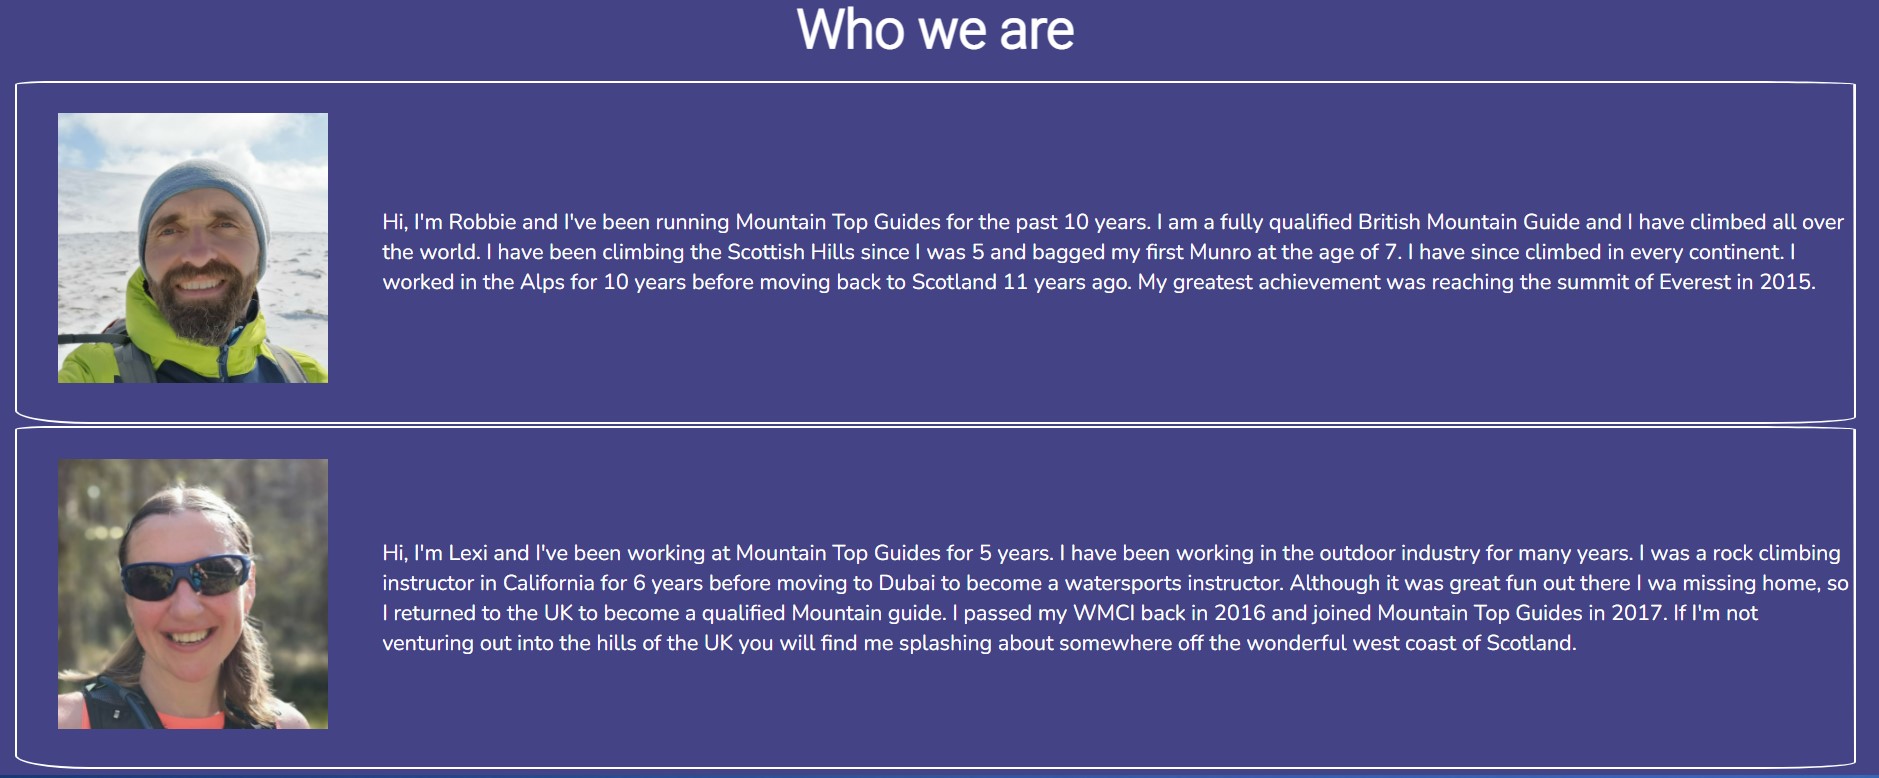 Who we are
Hi, I'm Robbie and I've been running Mountain Top Guides for the past 10 years. I am a fully qualified British Mountain Guide and I have climbed all over
the world. I have been climbing the Scottish Hills since I was 5 and bagged my first Munro at the age of 7. I have since climbed in every continent. I
worked in the Alps for 10 years before moving back to Scotland 11 years ago. My greatest achievement was reaching the summit of Everest in 2015.
Hi, I'm Lexi and I've been working at Mountain Top Guides for 5 years. I have been working in the outdoor industry for many years. I was a rock climbing
instructor in California for 6 years before moving to Dubai to become a watersports instructor. Although it was great fun out there I wa missing home, so
I returned to the UK to become a qualified Mountain guide. I passed my WMCI back in 2016 and joined Mountain Top Guides in 2017. If I'm not
venturing out into the hills of the UK you will find me splashing about somewhere off the wonderful west coast of Scotland.